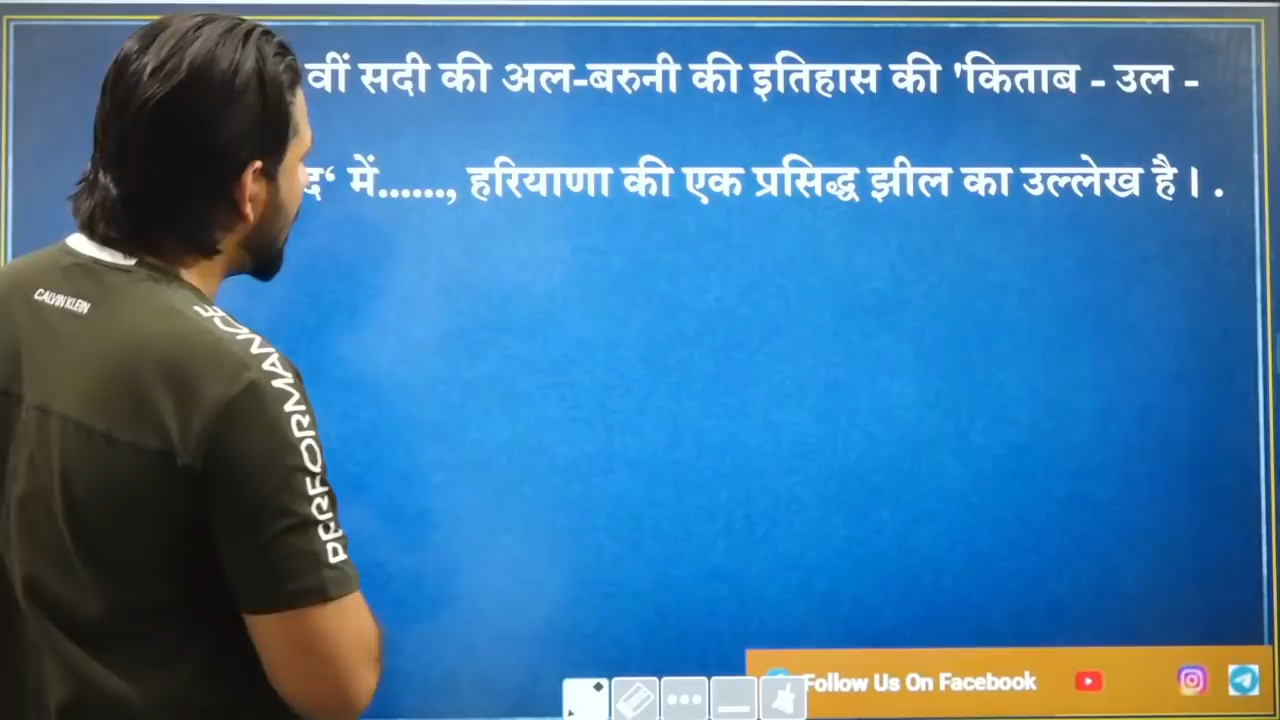 वीं सदी की अल-बरुनी की इतिहास की 'किताब - उल -
द‘ में......, हरियाणा की एक प्रसिद्ध झील का उल्लेख है। .
CALVIN KLEIN
PERFORMANCE
Follow Us On Facebook